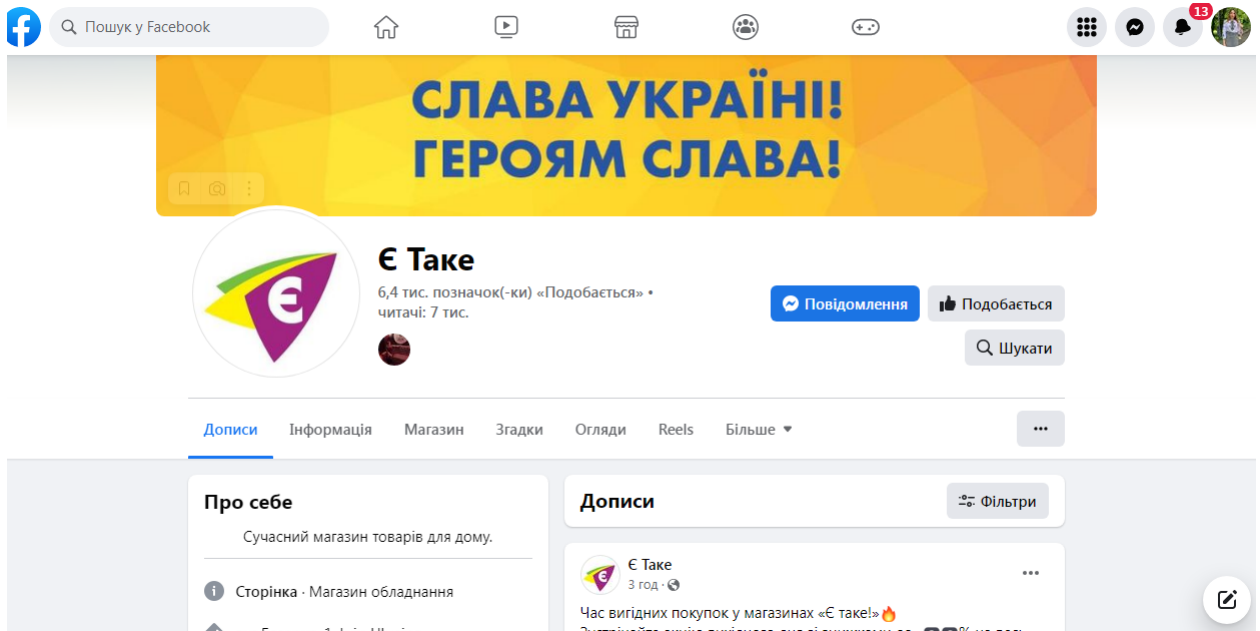 Пошук у Facebook
13
СЛАВА УКРАЇНІ!
ГЕРОЯМ СЛАВА!
Є
Є Таке
6,4 тис. позначок(-ки) «Подобається» •
читачі: 7 тис.
Повідомлення
Подобається
Шукати
Дописи Інформація Магазин Згадки Огляди Reels Більше
Про себе
Сучасний магазин товарів для дому.
Сторінка · Магазин обладнання
Дописи
Фільтри
Є
Є Таке
3 год ·
Час вигідних покупок у магазинах «Є таке!»🔥